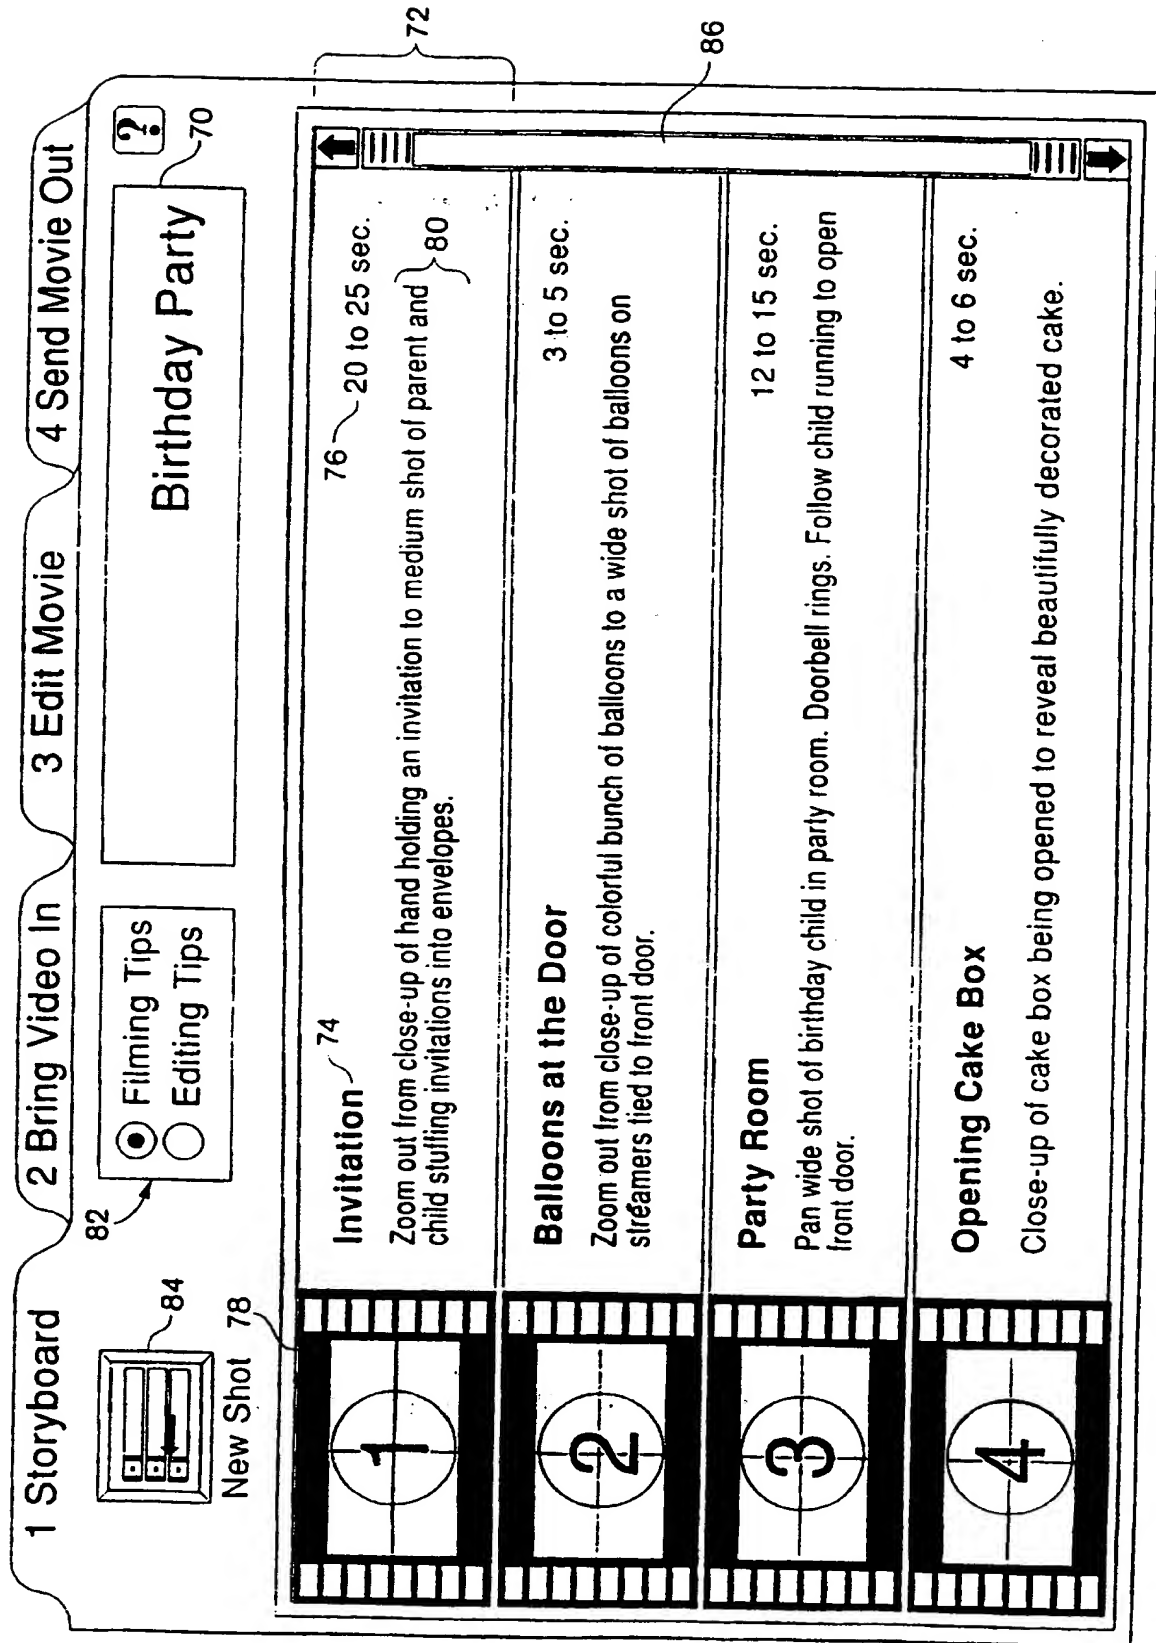 1 Storyboard
2 Bring Video In
3 Edit Movie
4 Send Movie Out
84
New Shot
82
Filming Tips
Editing Tips
Birthday Party
70
?
78
72
1
Invitation
74
76
20 to 25 sec.
Zoom out from close-up of hand holding an invitation to medium shot of parent and
child stuffing invitations into envelopes.
80
86
2
Balloons at the Door
3 to 5 sec.
Zoom out from close-up of colorful bunch of balloons to a wide shot of balloons on
streamers tied to front door.
3
Party Room
12 to 15 sec.
Pan wide shot of birthday child in party room. Doorbell rings. Follow child running to open
front door.
4
Opening Cake Box
4 to 6 sec.
Close-up of cake box being opened to reveal beautifully decorated cake.